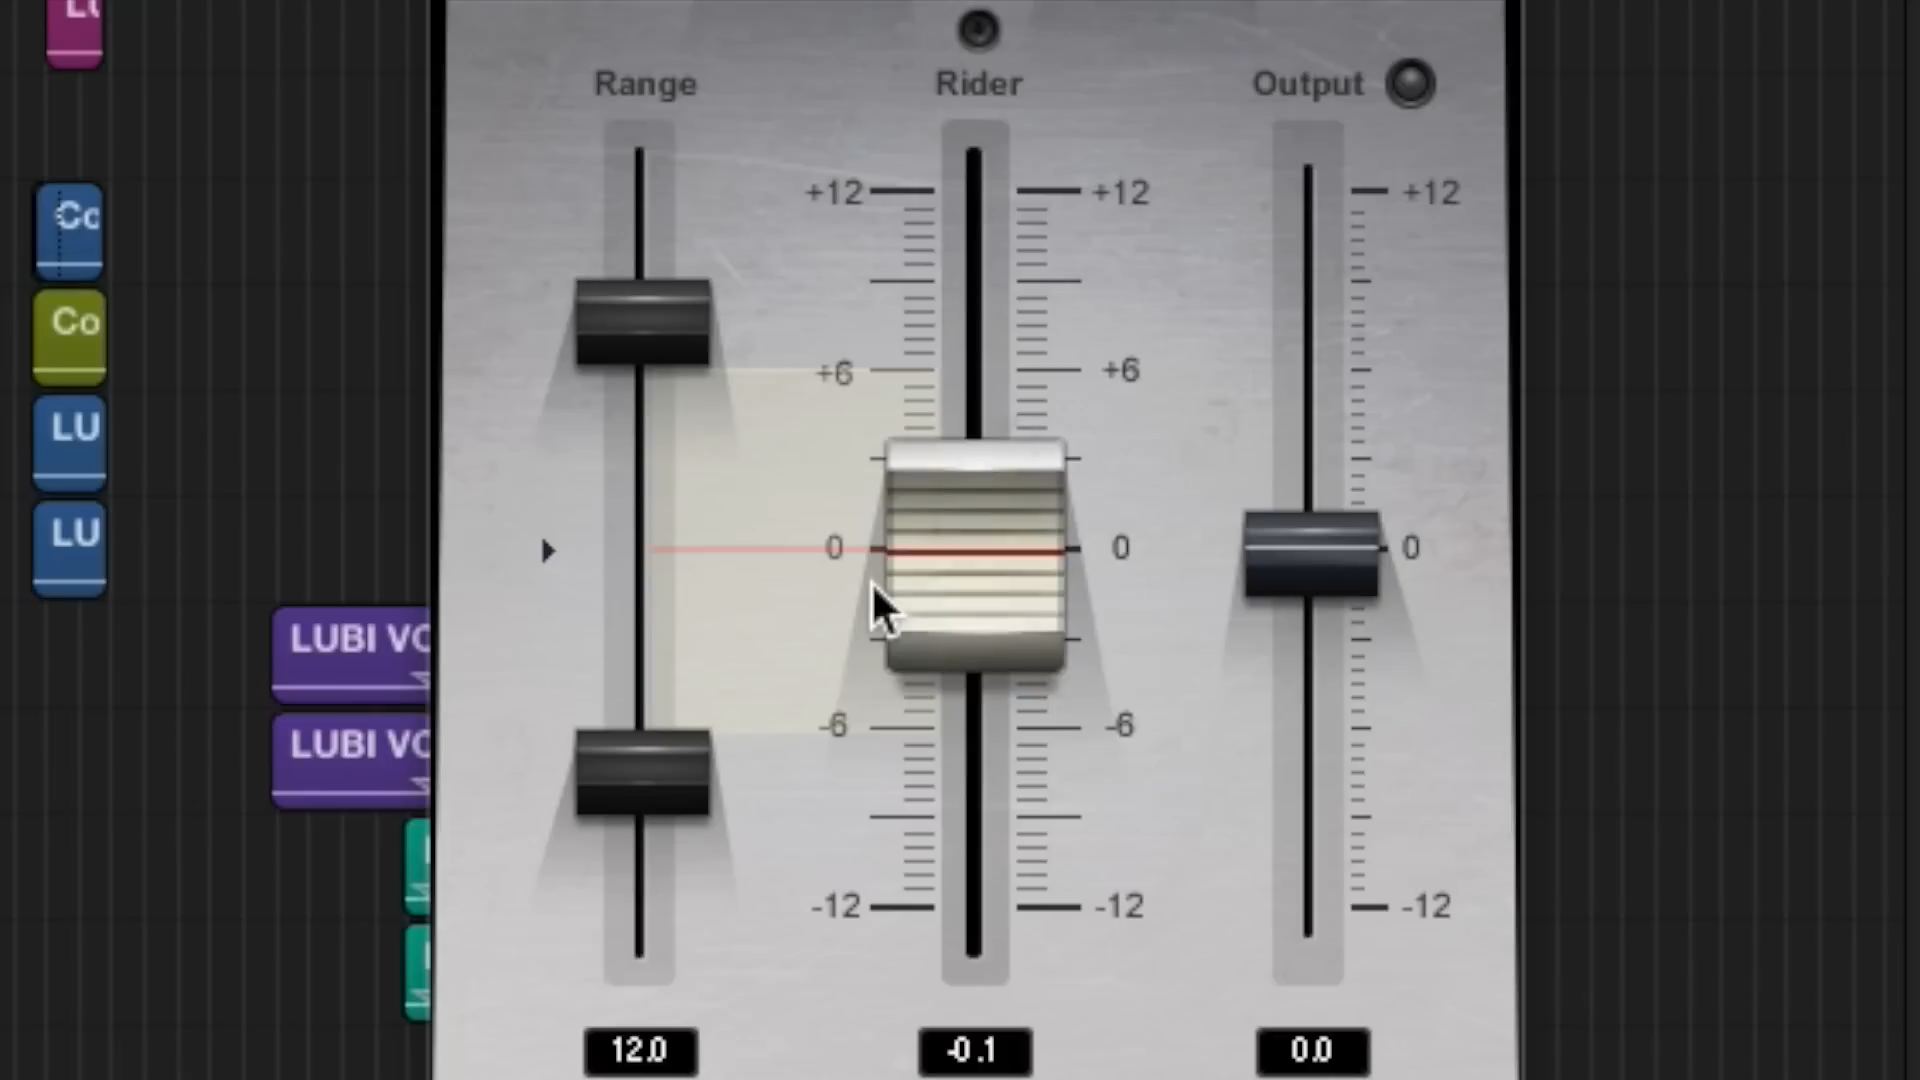 Range Rider Output
+12 +12 +12
Cc
Co
+6 +6
LU
0 0 0
LU
LUBI VO
-6 -6
LUBI VO
-12 -12 -12
12.0 -0.1 0.0